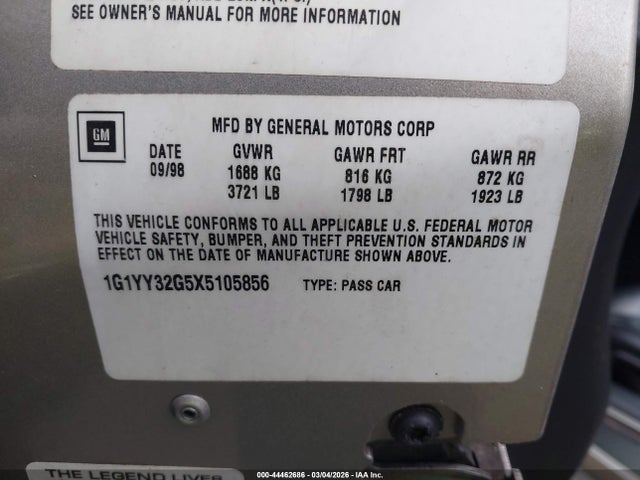 SEE OWNER'S MANUAL FOR MORE INFORMATION
GM
MFD BY GENERAL MOTORS CORP
DATE GVWR GAWR FRT GAWR RR
09/98 1688 KG 816 KG 872 KG
3721 LB 1798 LB 1923 LB
THIS VEHICLE CONFORMS TO ALL APPLICABLE U.S. FEDERAL MOTOR
VEHICLE SAFETY, BUMPER, AND THEFT PREVENTION STANDARDS IN
EFFECT ON THE DATE OF MANUFACTURE SHOWN ABOVE.
1G1YY32G5X5105856 TYPE: PASS CAR
THE LEGEND LIVES
000-44462686 - 03/04/2026 - IAA Inc.